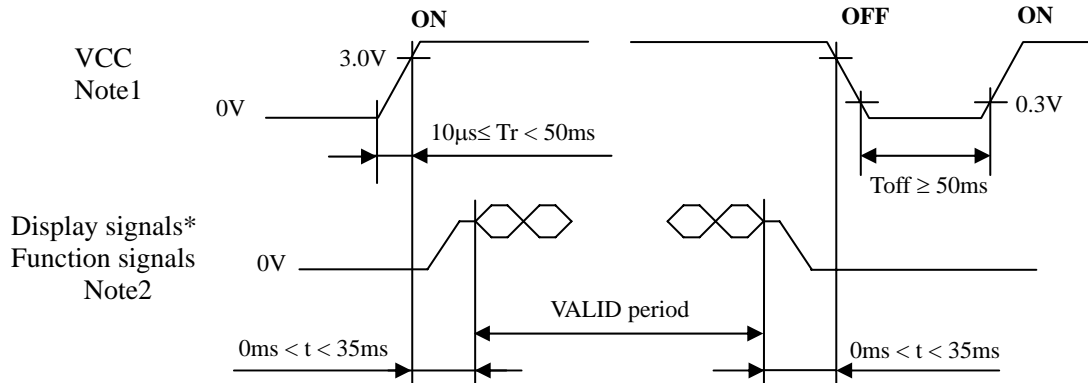 ON
OFF
ON
VCC
Note1
3.0V
0V
0.3V
10μs≤ Tr < 50ms
Toff ≥ 50ms
Display signals*
Function signals
Note2
0V
VALID period
0ms < t < 35ms
0ms < t < 35ms